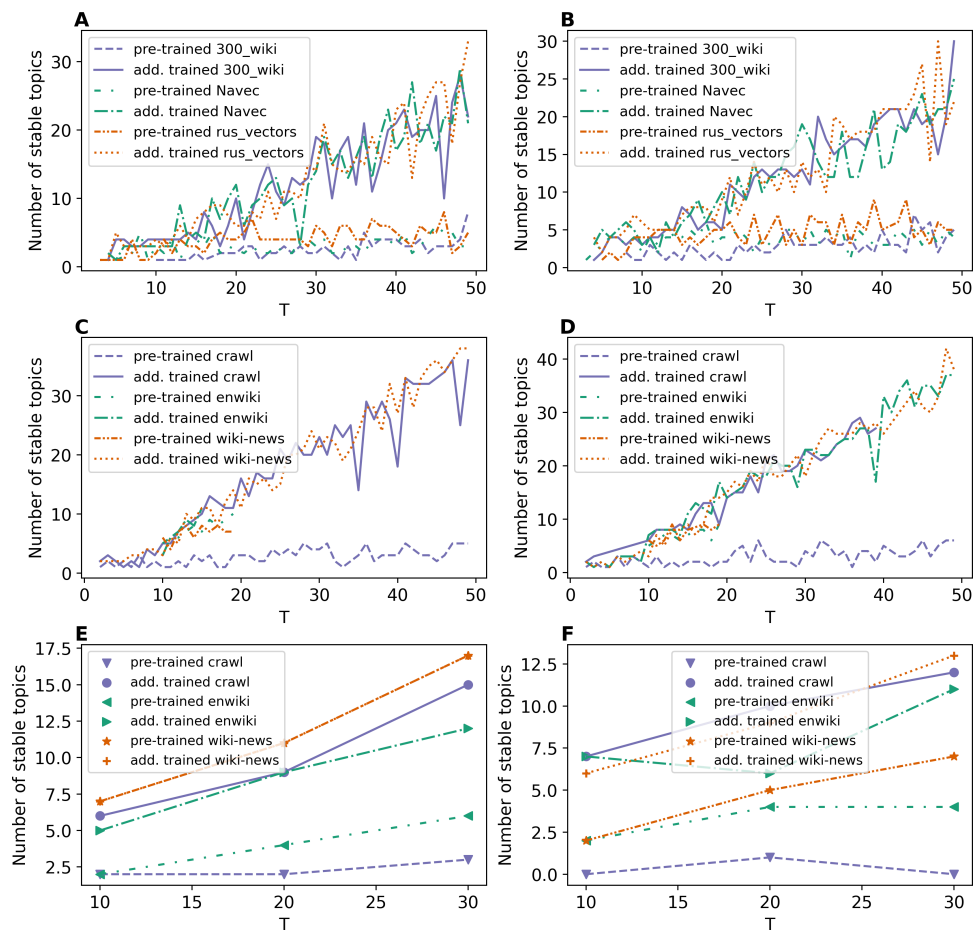 A
Number of stable topics
30
20
10
0
pre-trained 300_wiki
add. trained 300_wiki
pre-trained Navec
add. trained Navec
pre-trained rus_vectors
add. trained rus_vectors
10 20 30 40 50
T
B
Number of stable topics
30
25
20
15
10
5
0
pre-trained 300_wiki
add. trained 300_wiki
pre-trained Navec
add. trained Navec
pre-trained rus_vectors
add. trained rus_vectors
10 20 30 40 50
T
C
Number of stable topics
30
20
10
0
pre-trained crawl
add. trained crawl
pre-trained enwiki
add. trained enwiki
pre-trained wiki-news
add. trained wiki-news
0 10 20 30 40 50
T
D
Number of stable topics
40
30
20
10
0
pre-trained crawl
add. trained crawl
pre-trained enwiki
add. trained enwiki
pre-trained wiki-news
add. trained wiki-news
0 10 20 30 40 50
T
E
Number of stable topics
17.5
15.0
12.5
10.0
7.5
5.0
2.5
pre-trained crawl
add. trained crawl
pre-trained enwiki
add. trained enwiki
pre-trained wiki-news
add. trained wiki-news
10 15 20 25 30
T
F
Number of stable topics
12.5
10.0
7.5
5.0
2.5
0.0
pre-trained crawl
add. trained crawl
pre-trained enwiki
add. trained enwiki
pre-trained wiki-news
add. trained wiki-news
10 15 20 25 30
T